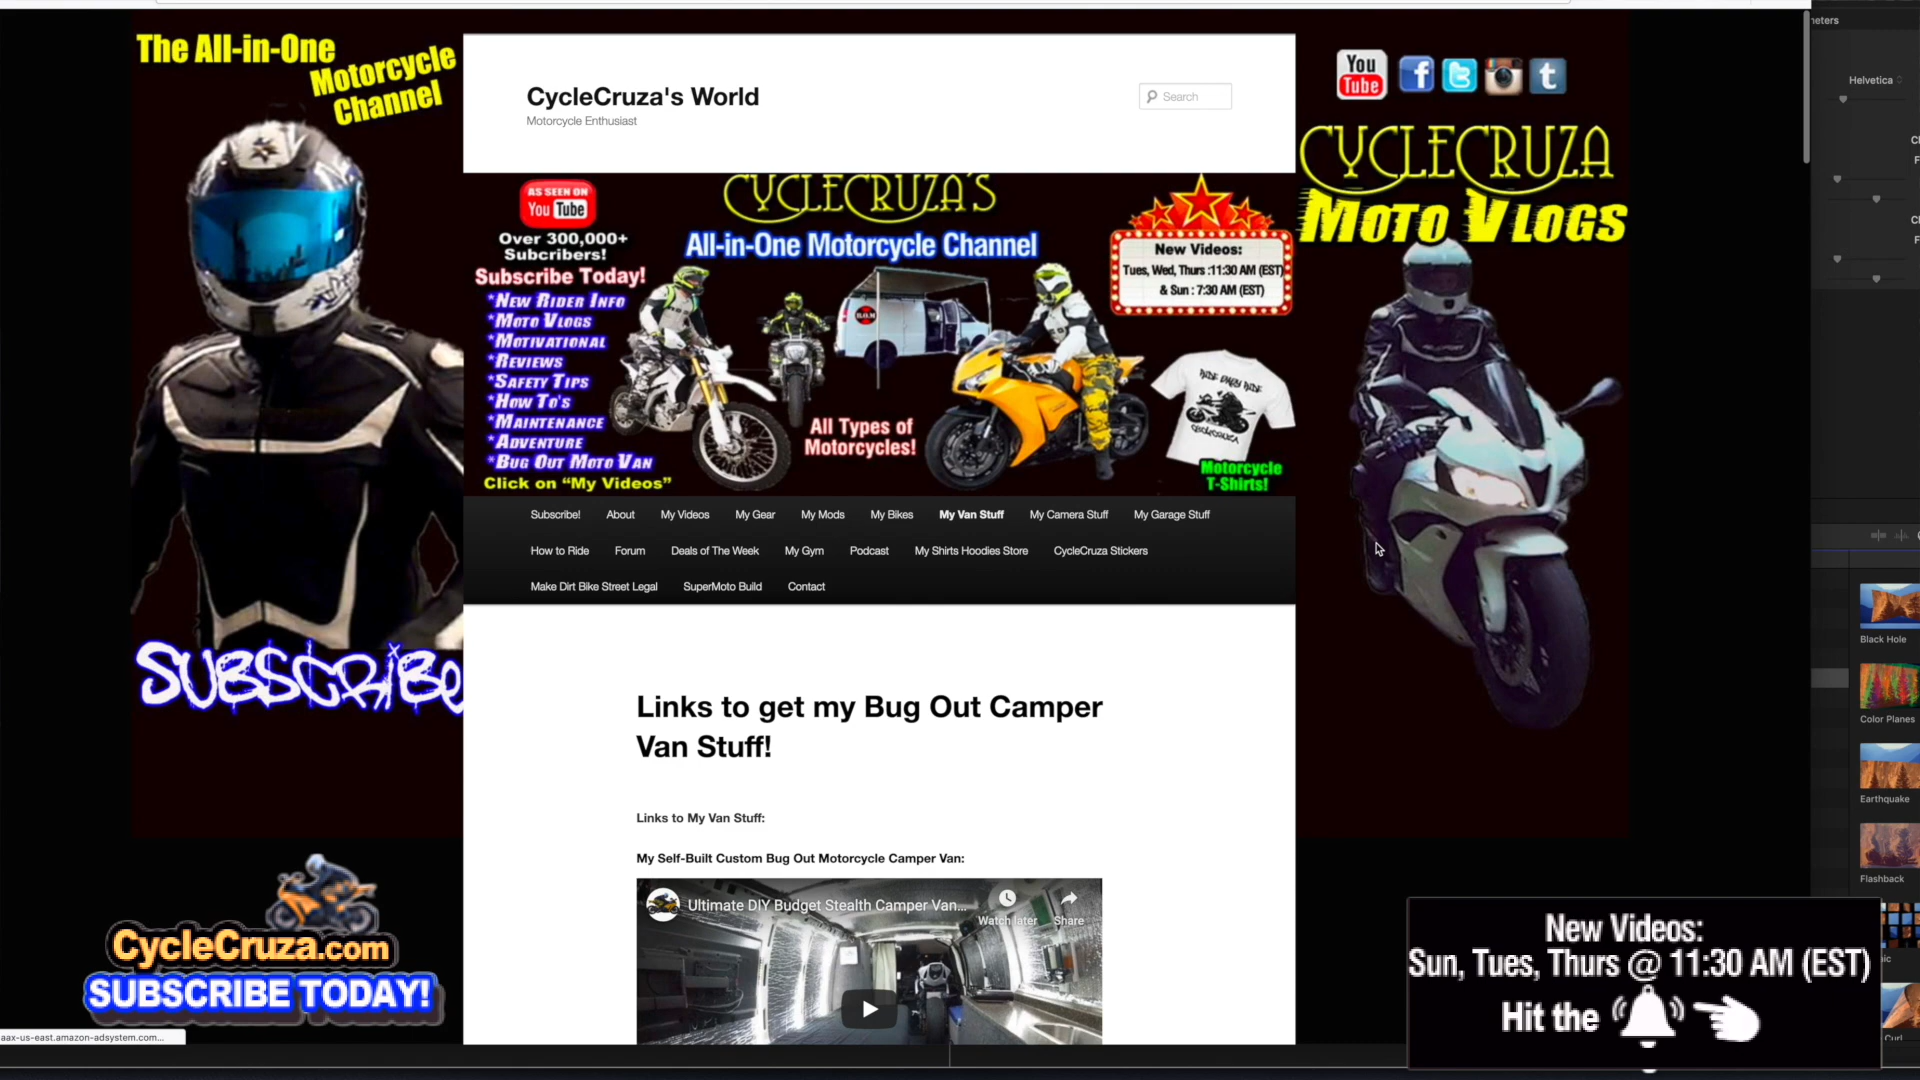 The All-in-One
Motorcycle
Channel
SUBSCRIBE
CycleCruza's World
Motorcycle Enthusiast
Search
AS SEEN ON
You Tube
Over 300,000+
Subcribers!
Subscribe Today!
*New Rider Info
*Moto Vlogs
*Motivational
*Reviews
*Safety Tips
*How To's
*Maintenance
*Adventure
*Bug Out Moto Van
Click on “My Videos”
CYCLECRUZA'S
All-in-One Motorcycle Channel
B.O.M
All Types of
Motorcycles!
New Videos:
Tues, Wed, Thurs :11:30 AM (EST)
& Sun : 7:30 AM (EST)
CYCLECRUZA
Motorcycle
T-Shirts!
You
Tube
f
t
CYCLECRUZA
MOTO VLOGS
Subscribe! About My Videos My Gear My Mods My Bikes My Van Stuff My Camera Stuff My Garage Stuff
How to Ride Forum Deals of The Week My Gym Podcast My Shirts Hoodies Store CycleCruza Stickers
Make Dirt Bike Street Legal SuperMoto Build Contact
Links to get my Bug Out Camper
Van Stuff!
Links to My Van Stuff:
My Self-Built Custom Bug Out Motorcycle Camper Van:
Ultimate DIY Budget Stealth Camper Van...
Watch later
Share
CycleCruza.com
SUBSCRIBE TODAY!
aax-us-east.amazon-adsystem.com...
New Videos:
Sun, Tues, Thurs @ 11:30 AM (EST)
Hit the
Helvetica
Black Hole
Color Planes
Earthquake
Flashback
Curl